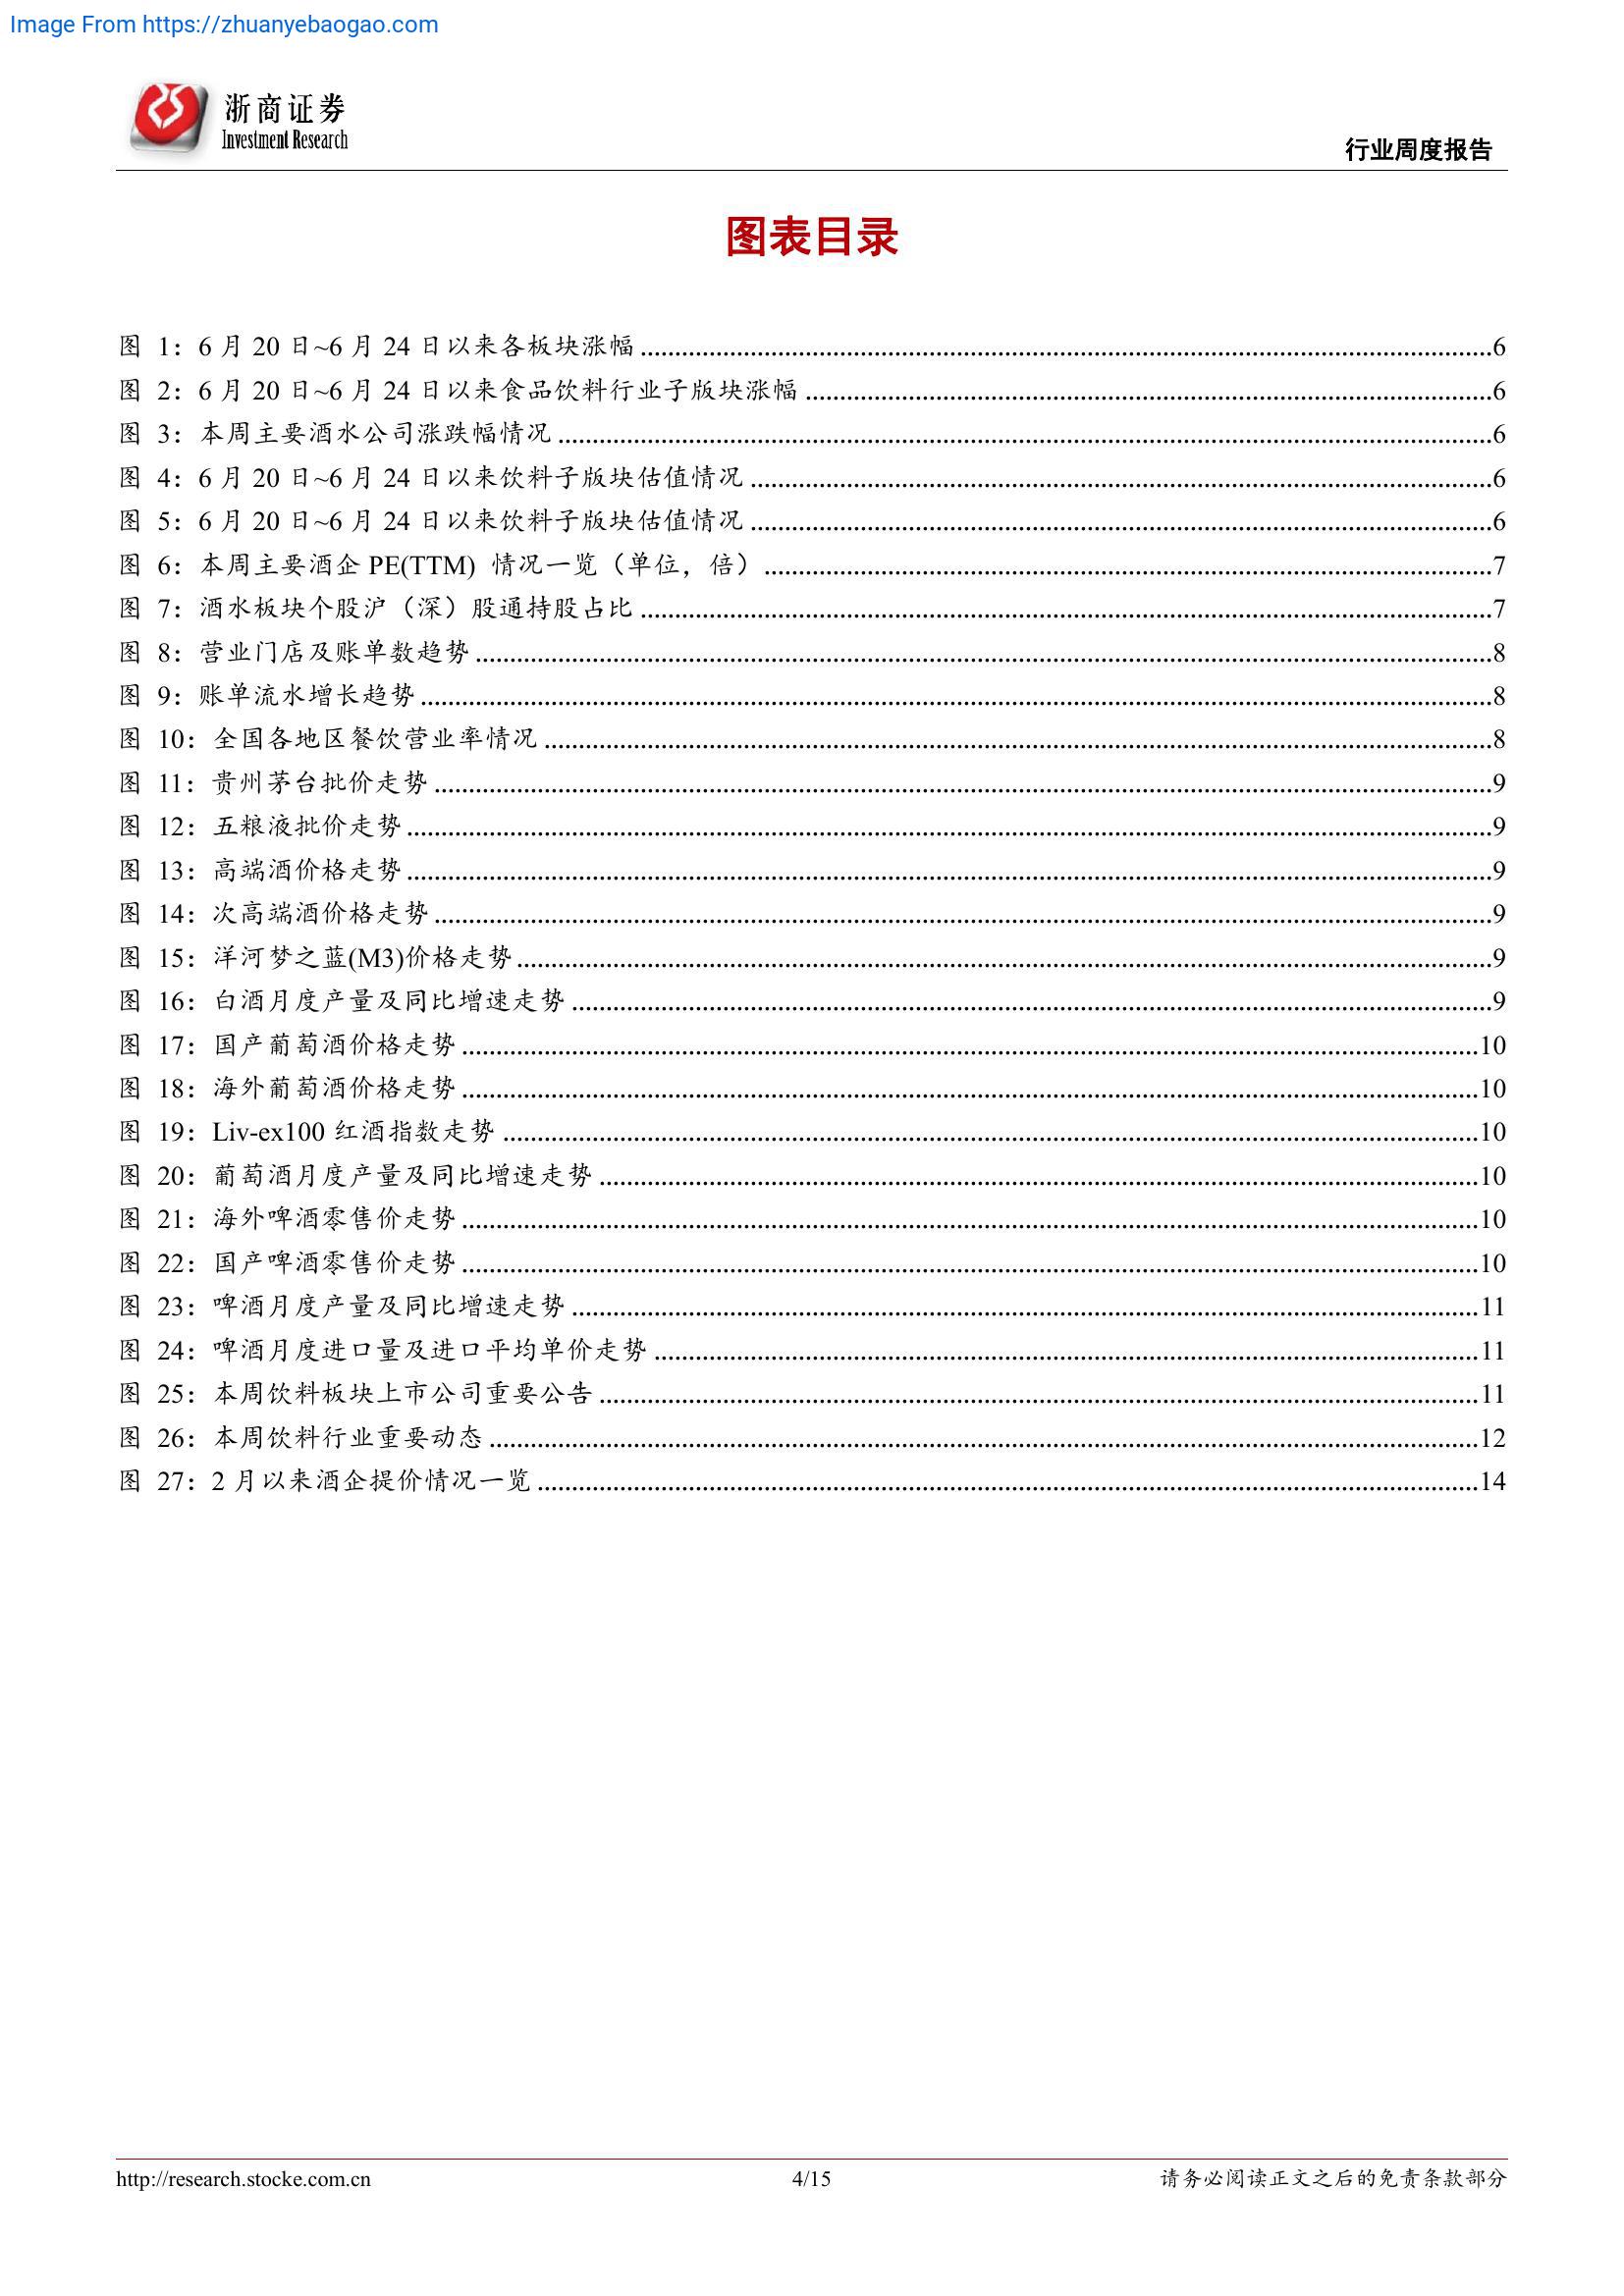 Image From https://zhuanyebaogao.com
浙商证券
Investment Research
行业周度报告
图表目录
图 1：6 月 20 日~6 月 24 日以来各板块涨幅 ........ 6
图 2：6 月 20 日~6 月 24 日以来食品饮料行业子版块涨幅 ........ 6
图 3：本周主要酒水公司涨跌幅情况 ........ 6
图 4：6 月 20 日~6 月 24 日以来饮料子版块估值情况 ........ 6
图 5：6 月 20 日~6 月 24 日以来饮料子版块估值情况 ........ 6
图 6：本周主要酒企 PE(TTM) 情况一览（单位，倍） ........ 7
图 7：酒水板块个股沪（深）股通持股占比 ........ 7
图 8：营业门店及账单数趋势 ........ 8
图 9：账单流水增长趋势 ........ 8
图 10：全国各地区餐饮营业率情况 ........ 8
图 11：贵州茅台批价走势 ........ 9
图 12：五粮液批价走势 ........ 9
图 13：高端酒价格走势 ........ 9
图 14：次高端酒价格走势 ........ 9
图 15：洋河梦之蓝(M3)价格走势 ........ 9
图 16：白酒月度产量及同比增速走势 ........ 9
图 17：国产葡萄酒价格走势 ........ 10
图 18：海外葡萄酒价格走势 ........ 10
图 19：Liv-ex100 红酒指数走势 ........ 10
图 20：葡萄酒月度产量及同比增速走势 ........ 10
图 21：海外啤酒零售价走势 ........ 10
图 22：国产啤酒零售价走势 ........ 10
图 23：啤酒月度产量及同比增速走势 ........ 11
图 24：啤酒月度进口量及进口平均单价走势 ........ 11
图 25：本周饮料板块上市公司重要公告 ........ 11
图 26：本周饮料行业重要动态 ........ 12
图 27：2 月以来酒企提价情况一览 ........ 14
http://research.stocke.com.cn
4/15
请务必阅读正文之后的免责条款部分